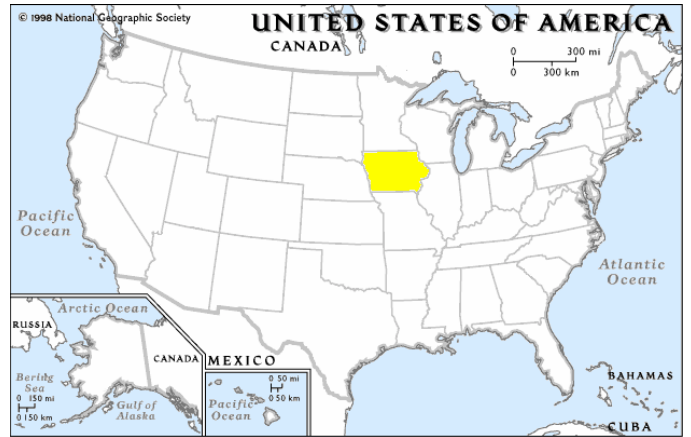 © 1998 National Geographic Society
UNITED STATES OF AMERICA
CANADA
0 300 mi
0 300 km
Pacific
Ocean
Atlantic
Ocean
Arctic Ocean
RUSSIA
CANADA
MEXICO
Bering
Sea
0 150 mi
0 150 km
Gulf of
Alaska
0 50 mi
0 50 km
Pacific
Ocean
BAHAMAS
CUBA